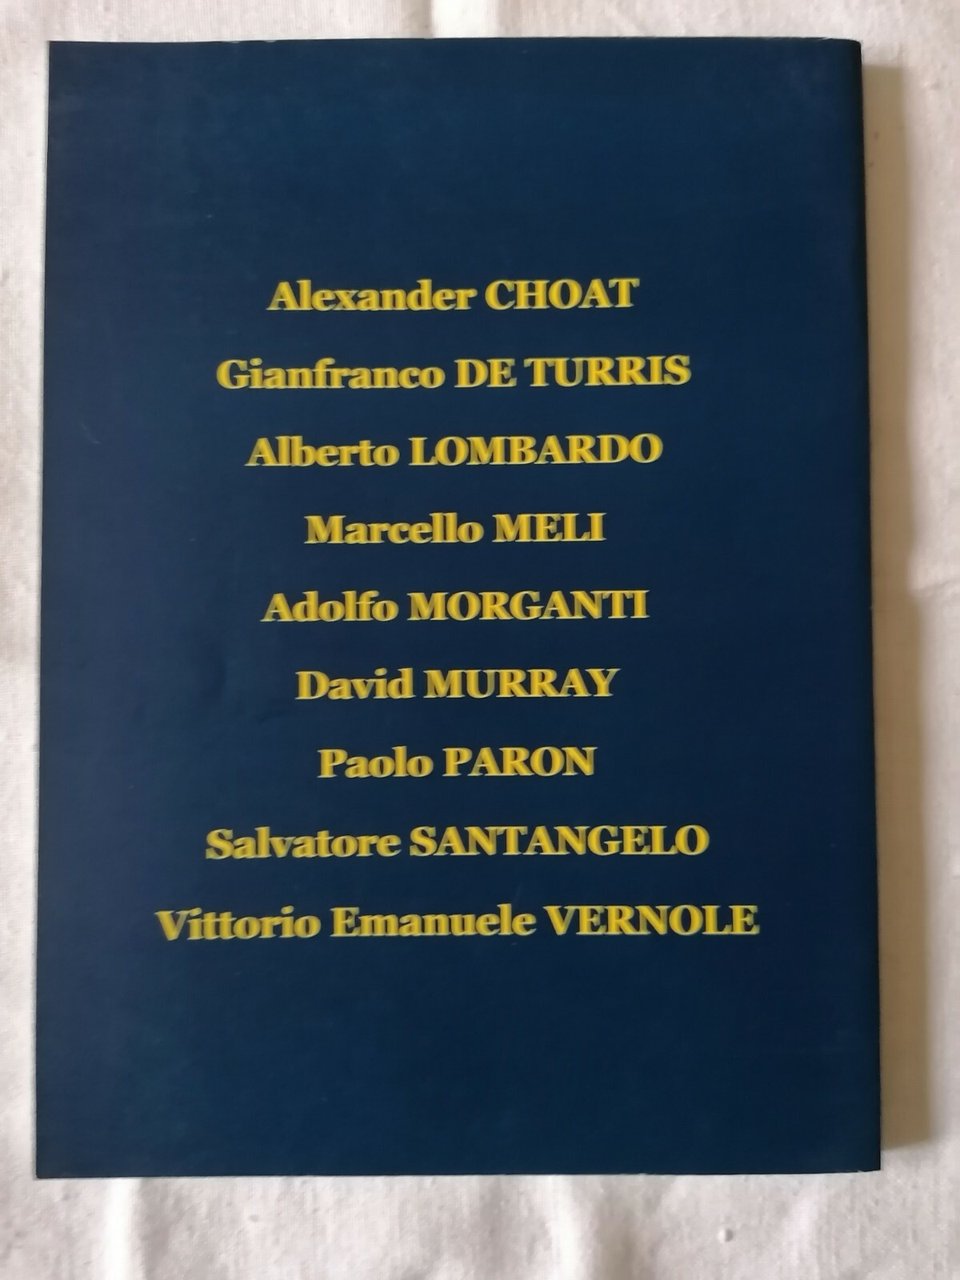 Alexander CHOAT
Gianfranco DE TURRIS
Alberto LOMBARDO
Marcello MELI
Adolfo MORGANTI
David MURRAY
Paolo PARON
Salvatore SANTANGELO
Vittorio Emanuele VERNOLE